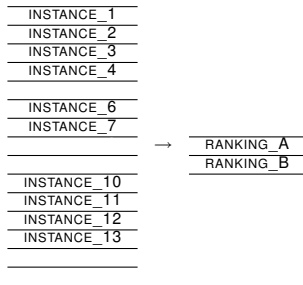 INSTANCE_1
INSTANCE_2
INSTANCE_3
INSTANCE_4
INSTANCE_6
INSTANCE_7
→
RANKING_A
RANKING_B
INSTANCE_10
INSTANCE_11
INSTANCE_12
INSTANCE_13